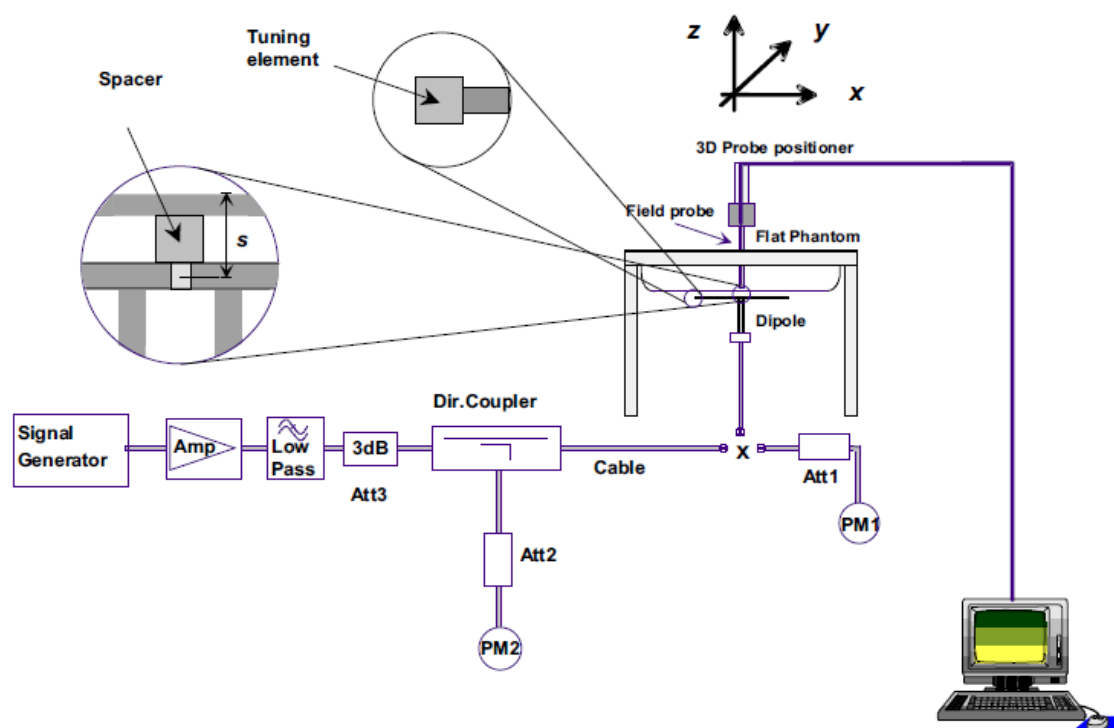 Tuning
element
Spacer
s
z
y
x
3D Probe positioner
Field probe
Flat Phantom
Dipole
Dir.Coupler
Signal
Generator
Amp
Low
Pass
3dB
Att3
Cable
X
Att1
PM1
Att2
PM2